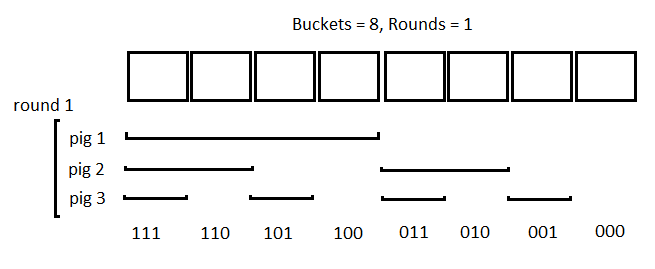 Buckets = 8, Rounds = 1
round 1
pig 1
pig 2
pig 3
111 110 101 100 011 010 001 000